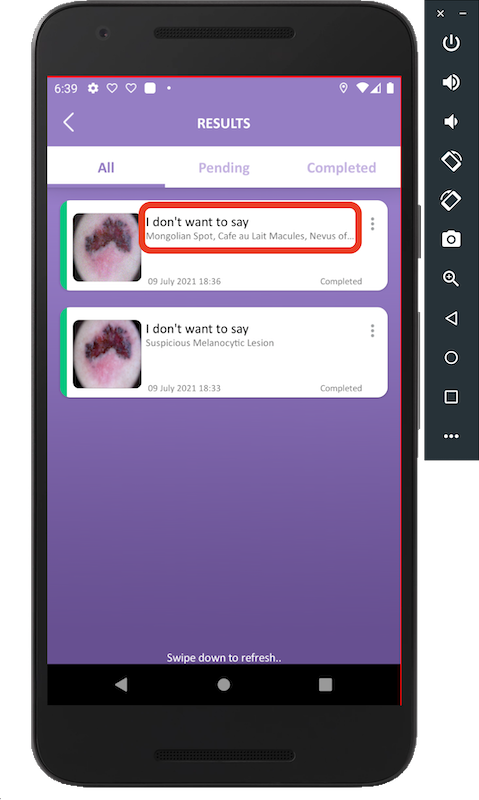 6:39
RESULTS
All Pending Completed
I don't want to say
Mongolian Spot, Cafe au Lait Macules, Nevus of...
09 July 2021 18:36 Completed
I don't want to say
Suspicious Melanocytic Lesion
09 July 2021 18:33 Completed
Swipe down to refresh..